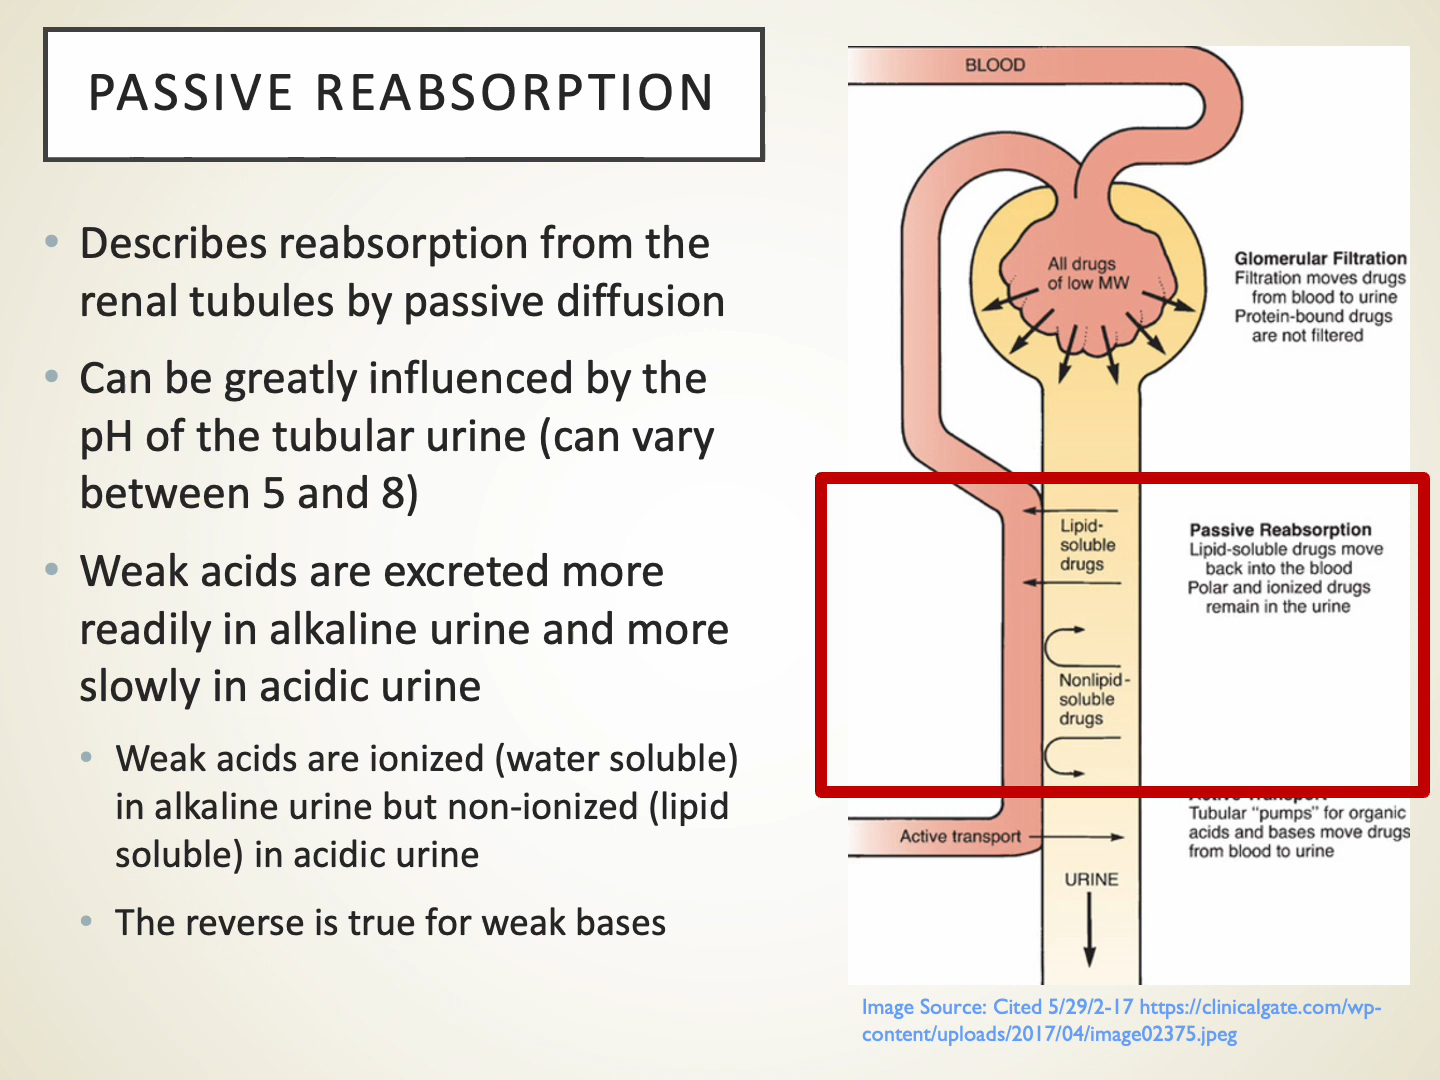 PASSIVE REABSORPTION
• Describes reabsorption from the
renal tubules by passive diffusion
• Can be greatly influenced by the
pH of the tubular urine (can vary
between 5 and 8)
• Weak acids are excreted more
readily in alkaline urine and more
slowly in acidic urine
• Weak acids are ionized (water soluble)
in alkaline urine but non-ionized (lipid
soluble) in acidic urine
• The reverse is true for weak bases
BLOOD
All drugs
of low MW
Glomerular Filtration
Filtration moves drugs
from blood to urine
Protein-bound drugs
are not filtered
Lipid-
soluble
drugs
Passive Reabsorption
Lipid-soluble drugs move
back into the blood
Polar and ionized drugs
remain in the urine
Nonlipid-
soluble
drugs
Active Transport
Tubular “pumps” for organic
acids and bases move drugs
from blood to urine
Active transport
URINE
Image Source: Cited 5/29/2-17 https://clinicalgate.com/wp-
content/uploads/2017/04/image02375.jpeg